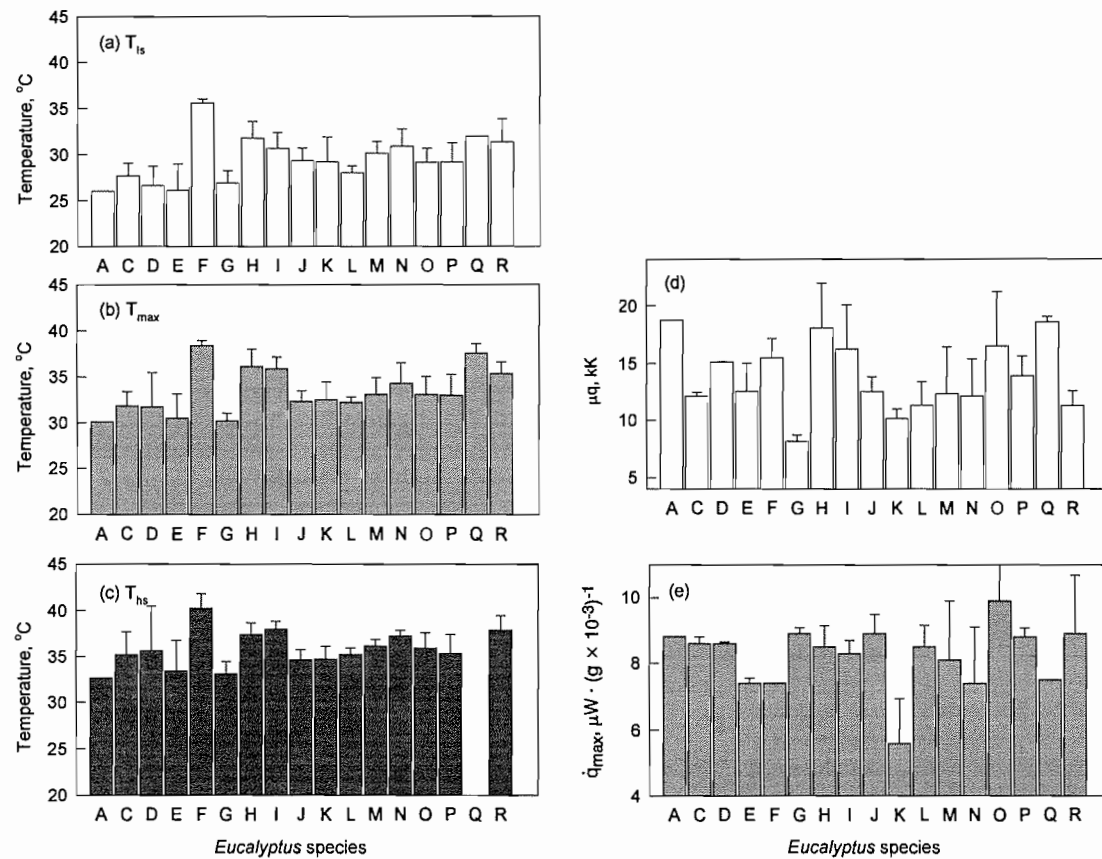 45
(a) T_ls
40
35
30
25
20
Temperature, °C
A C D E F G H I J K L M N O P Q R
45
(b) T_max
40
35
30
25
20
Temperature, °C
A C D E F G H I J K L M N O P Q R
45
(c) T_hs
40
35
30
25
20
Temperature, °C
A C D E F G H I J K L M N O P Q R
Eucalyptus species
(d)
20
15
10
5
µq, kK
A C D E F G H I J K L M N O P Q R
(e)
10
8
6
4
q̇max, µW · (g × 10-3)-1
A C D E F G H I J K L M N O P Q R
Eucalyptus species